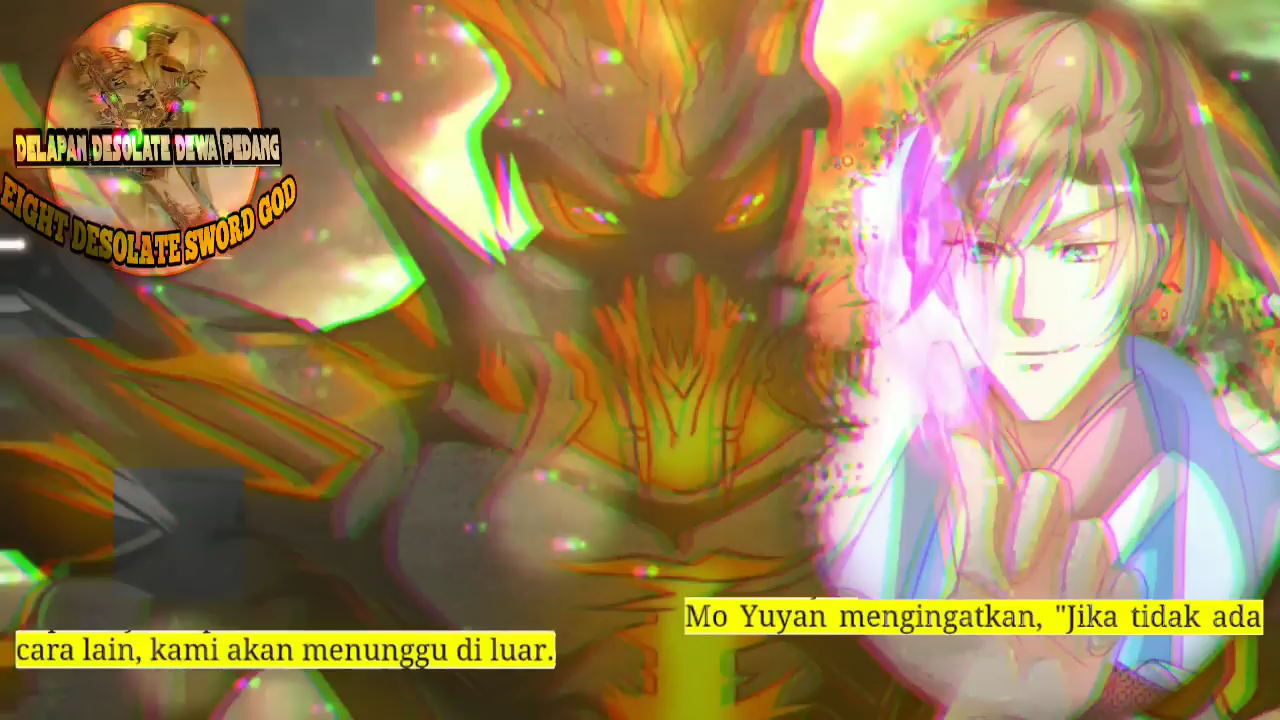 DELAPAN DESOLATE DEWA PEDANG
EIGHT DESOLATE SWORD GOD
Mo Yuyan mengingatkan, "Jika tidak ada
cara lain, kami akan menunggu di luar.